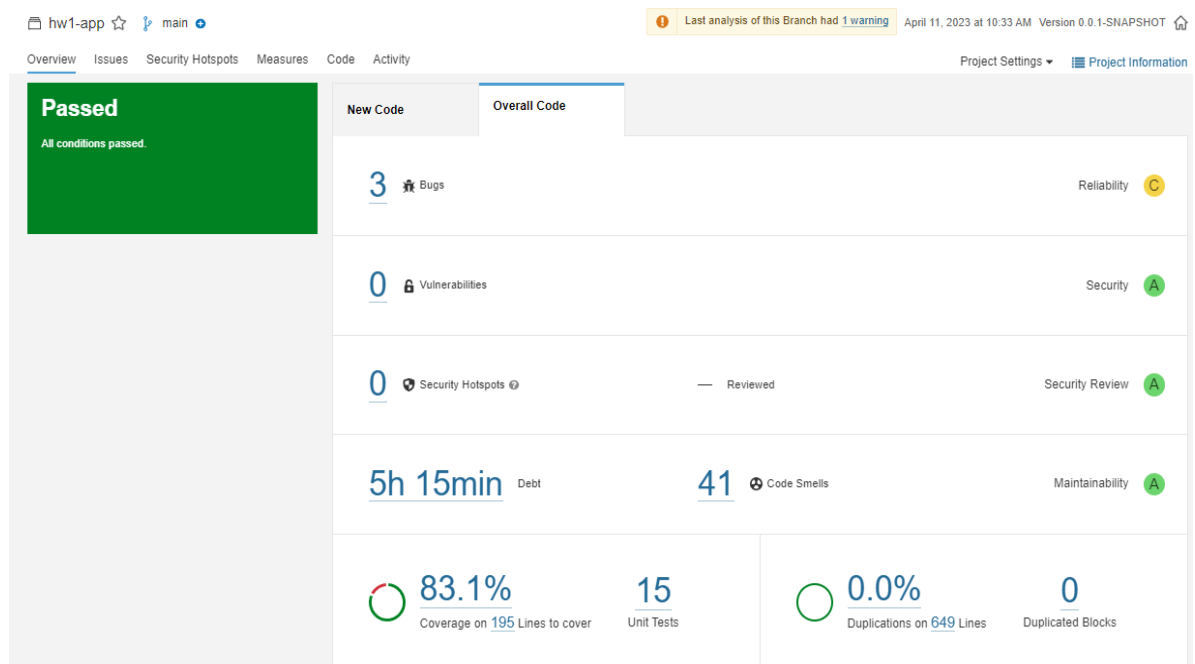 hw1-app main Last analysis of this Branch had 1 warning April 11, 2023 at 10:33 AM Version 0.0.1-SNAPSHOT
Overview Issues Security Hotspots Measures Code Activity Project Settings Project Information
Passed
All conditions passed.
New Code Overall Code
3 Bugs Reliability C
0 Vulnerabilities Security A
0 Security Hotspots ? — Reviewed Security Review A
5h 15min Debt 41 Code Smells Maintainability A
83.1% 15 0.0% 0
Coverage on 195 Lines to cover Unit Tests Duplications on 649 Lines Duplicated Blocks